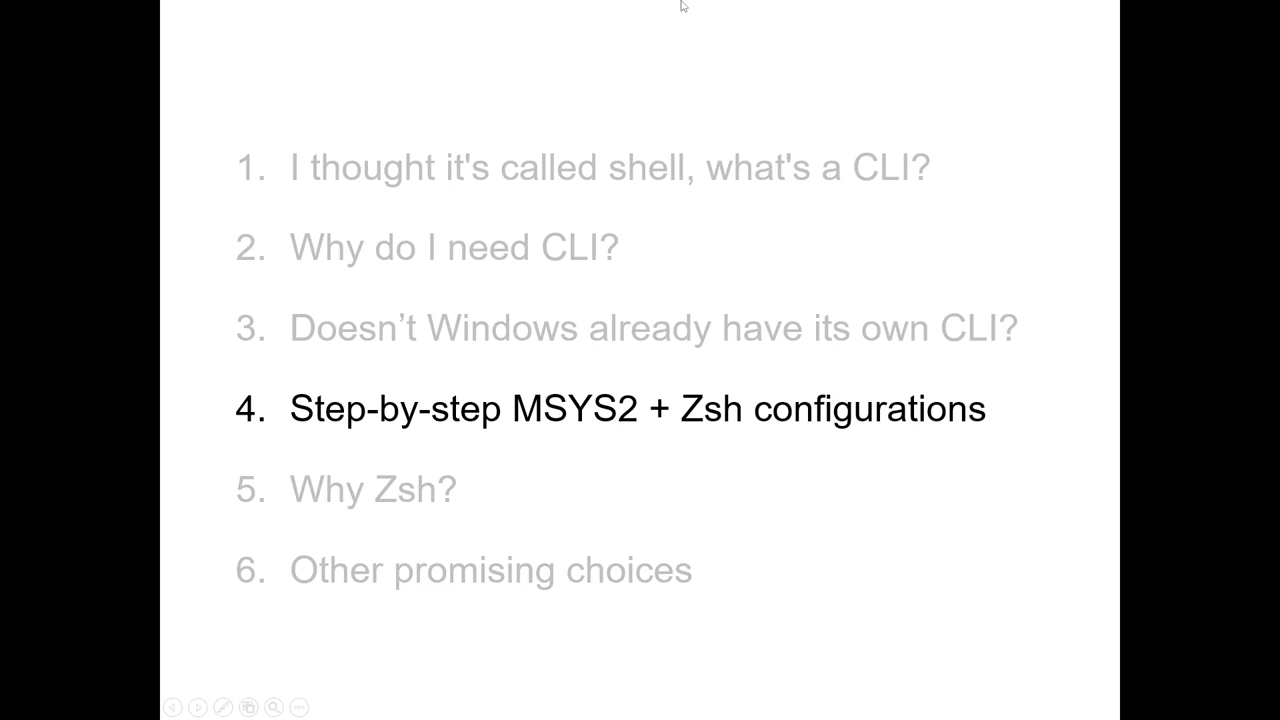 1. I thought it's called shell, what's a CLI?
2. Why do I need CLI?
3. Doesn’t Windows already have its own CLI?
4. Step-by-step MSYS2 + Zsh configurations
5. Why Zsh?
6. Other promising choices